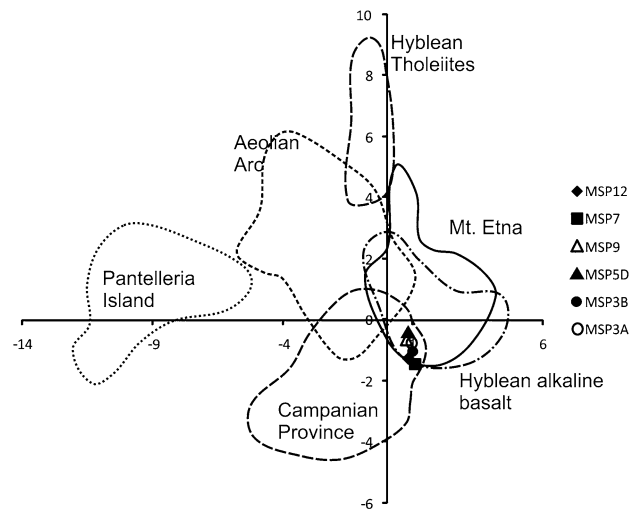 10
Hyblean
Tholeiites
8
6
Aeolian
Arc
4
Mt. Etna
2
Pantelleria
Island
0
-14
-9
-4
6
-2
Hyblean alkaline
basalt
Campanian
Province
-4
-6
MSP12
MSP7
MSP9
MSP5D
MSP3B
MSP3A